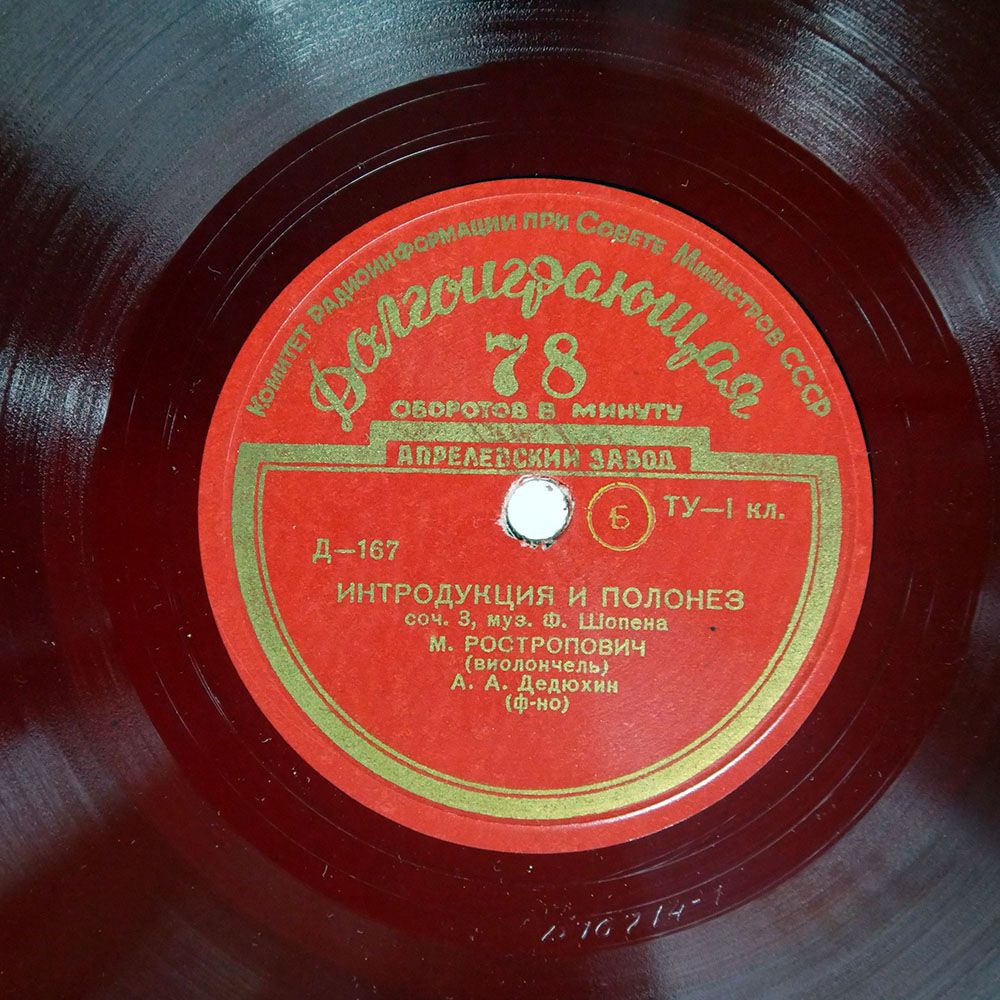 Комитет радиоинформации при Совете Министров СССР
Долгоиграющая
78
ОБОРОТОВ В МИНУТУ
АПРЕЛЕВСКИЙ ЗАВОД
Б
ТУ—I кл.
Д—167
ИНТРОДУКЦИЯ И ПОЛОНЕЗ
соч. 3, муз. Ф. Шопена
М. РОСТРОПОВИЧ
(виолончель)
А. А. Дедюхин
(ф-но)